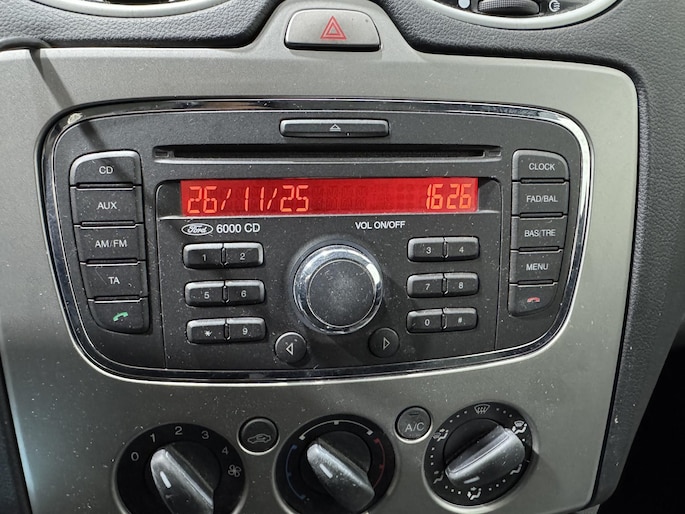 26/11/25 1626
Ford 6000 CD VOL ON/OFF
CD
AUX
AM/FM
TA
1 2
5 6
* 9
3 4
7 8
0 #
CLOCK
FAD/BAL
BAS/TRE
MENU
0 1 2 3 4
A/C